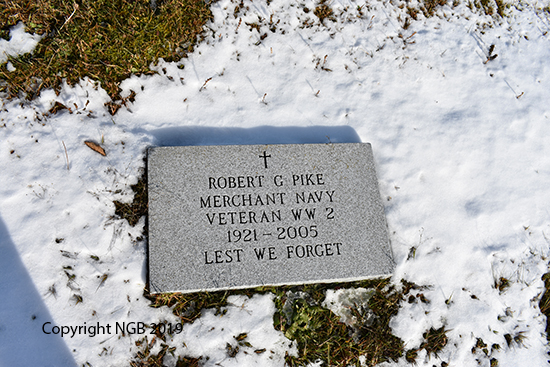 ROBERT G PIKE
MERCHANT NAVY
VETERAN WW 2
1921 – 2005
LEST WE FORGET
Copyright NGB 2019